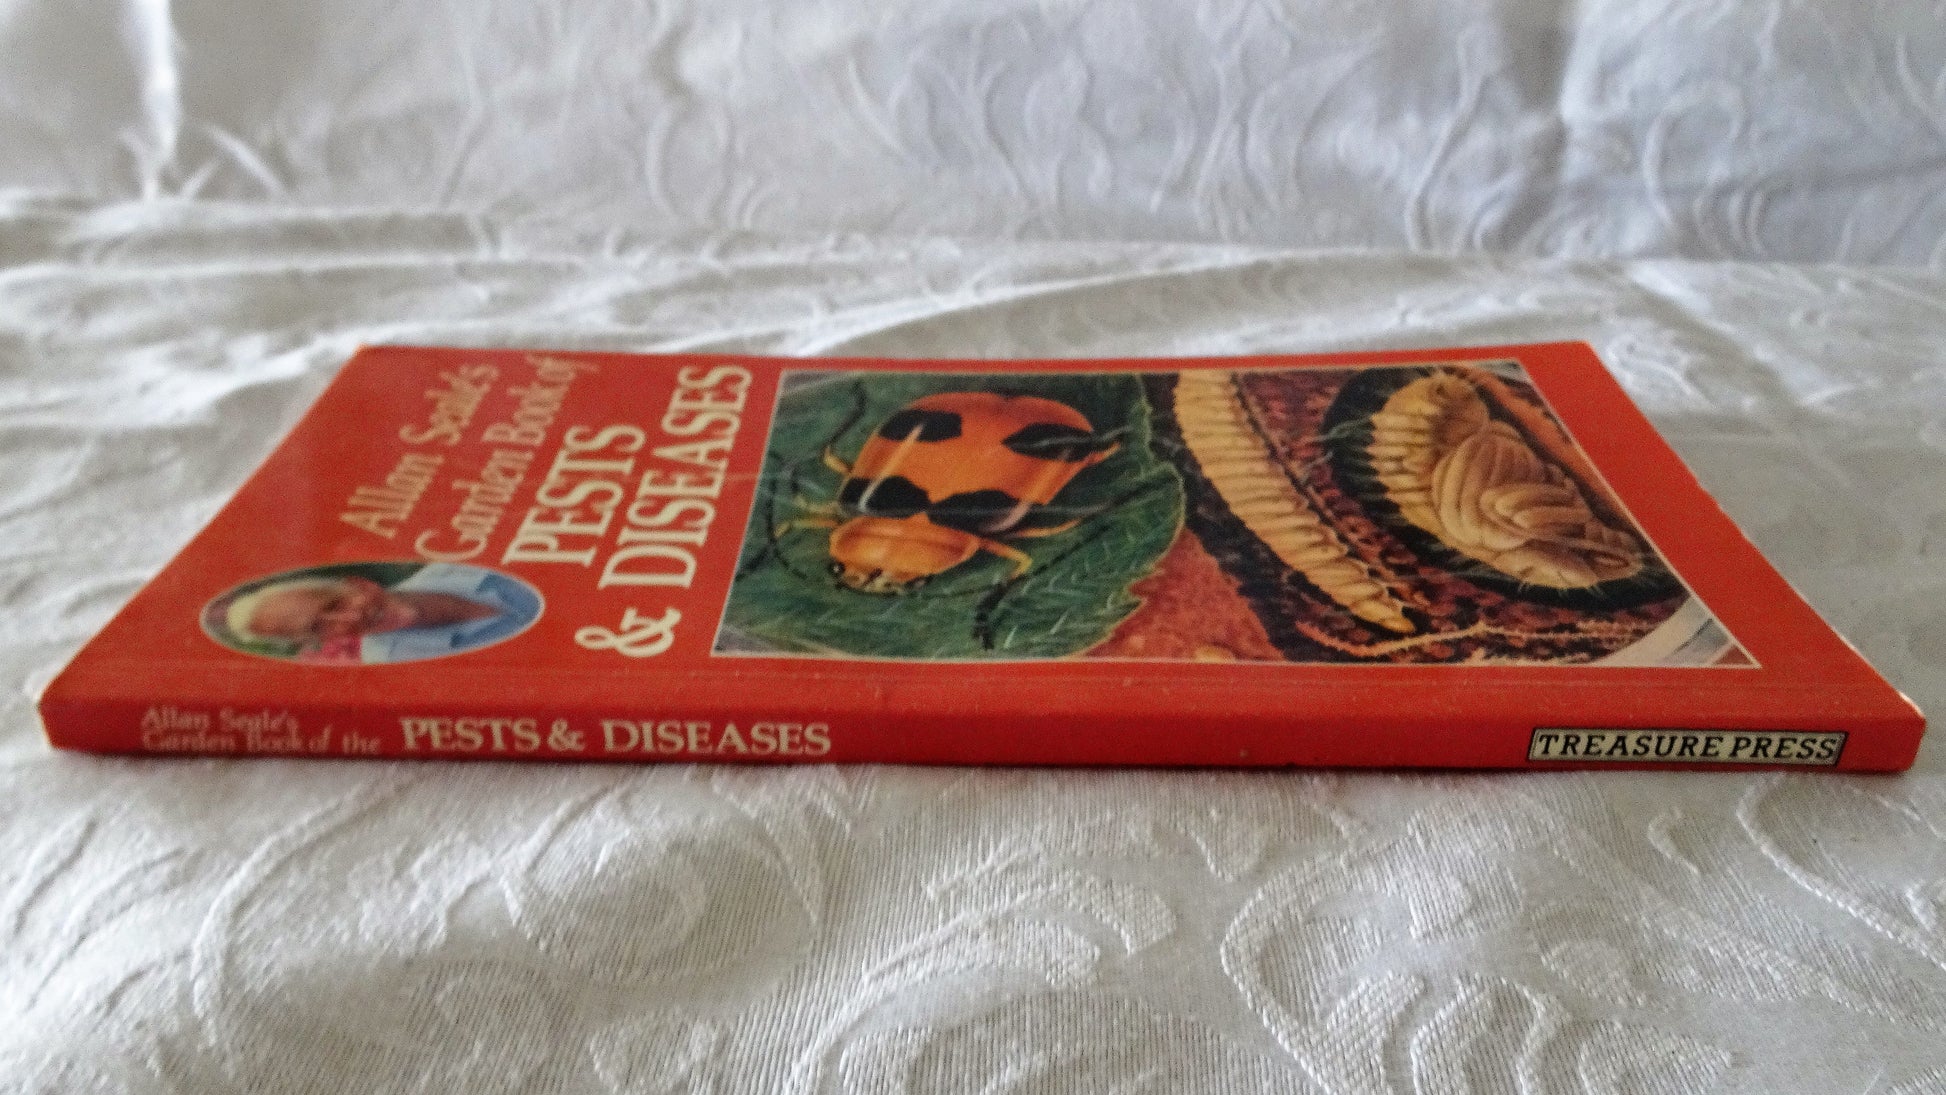 Allan Seale's
Garden Book of
PESTS
& DISEASES
Allan Seale's
Garden Book of the
PESTS & DISEASES
TREASURE PRESS